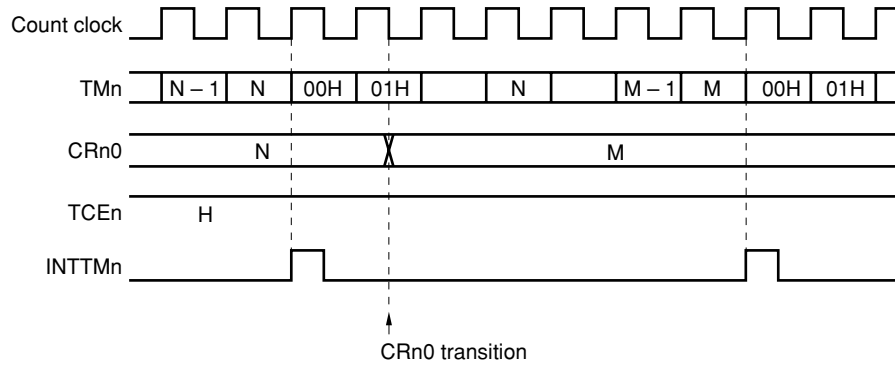 Count clock
TMn N – 1 N 00H 01H N M – 1 M 00H 01H
CRn0 N M
TCEn H
INTTMn
CRn0 transition